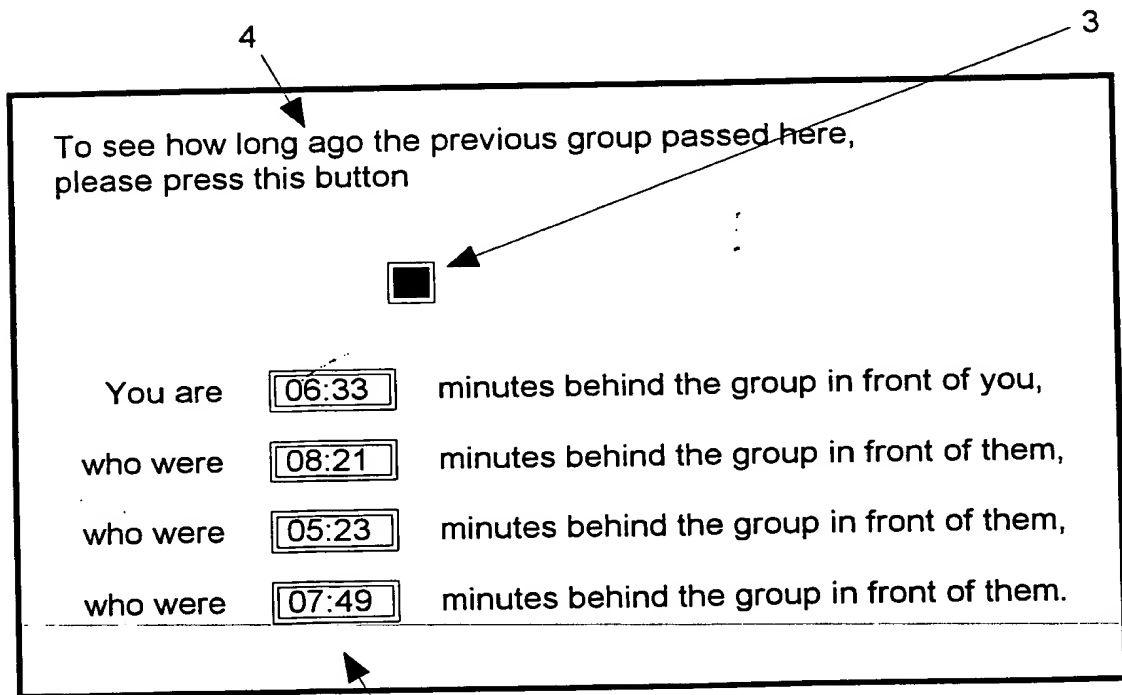 4
3
To see how long ago the previous group passed here,
please press this button
You are 06:33 minutes behind the group in front of you,
who were 08:21 minutes behind the group in front of them,
who were 05:23 minutes behind the group in front of them,
who were 07:49 minutes behind the group in front of them.